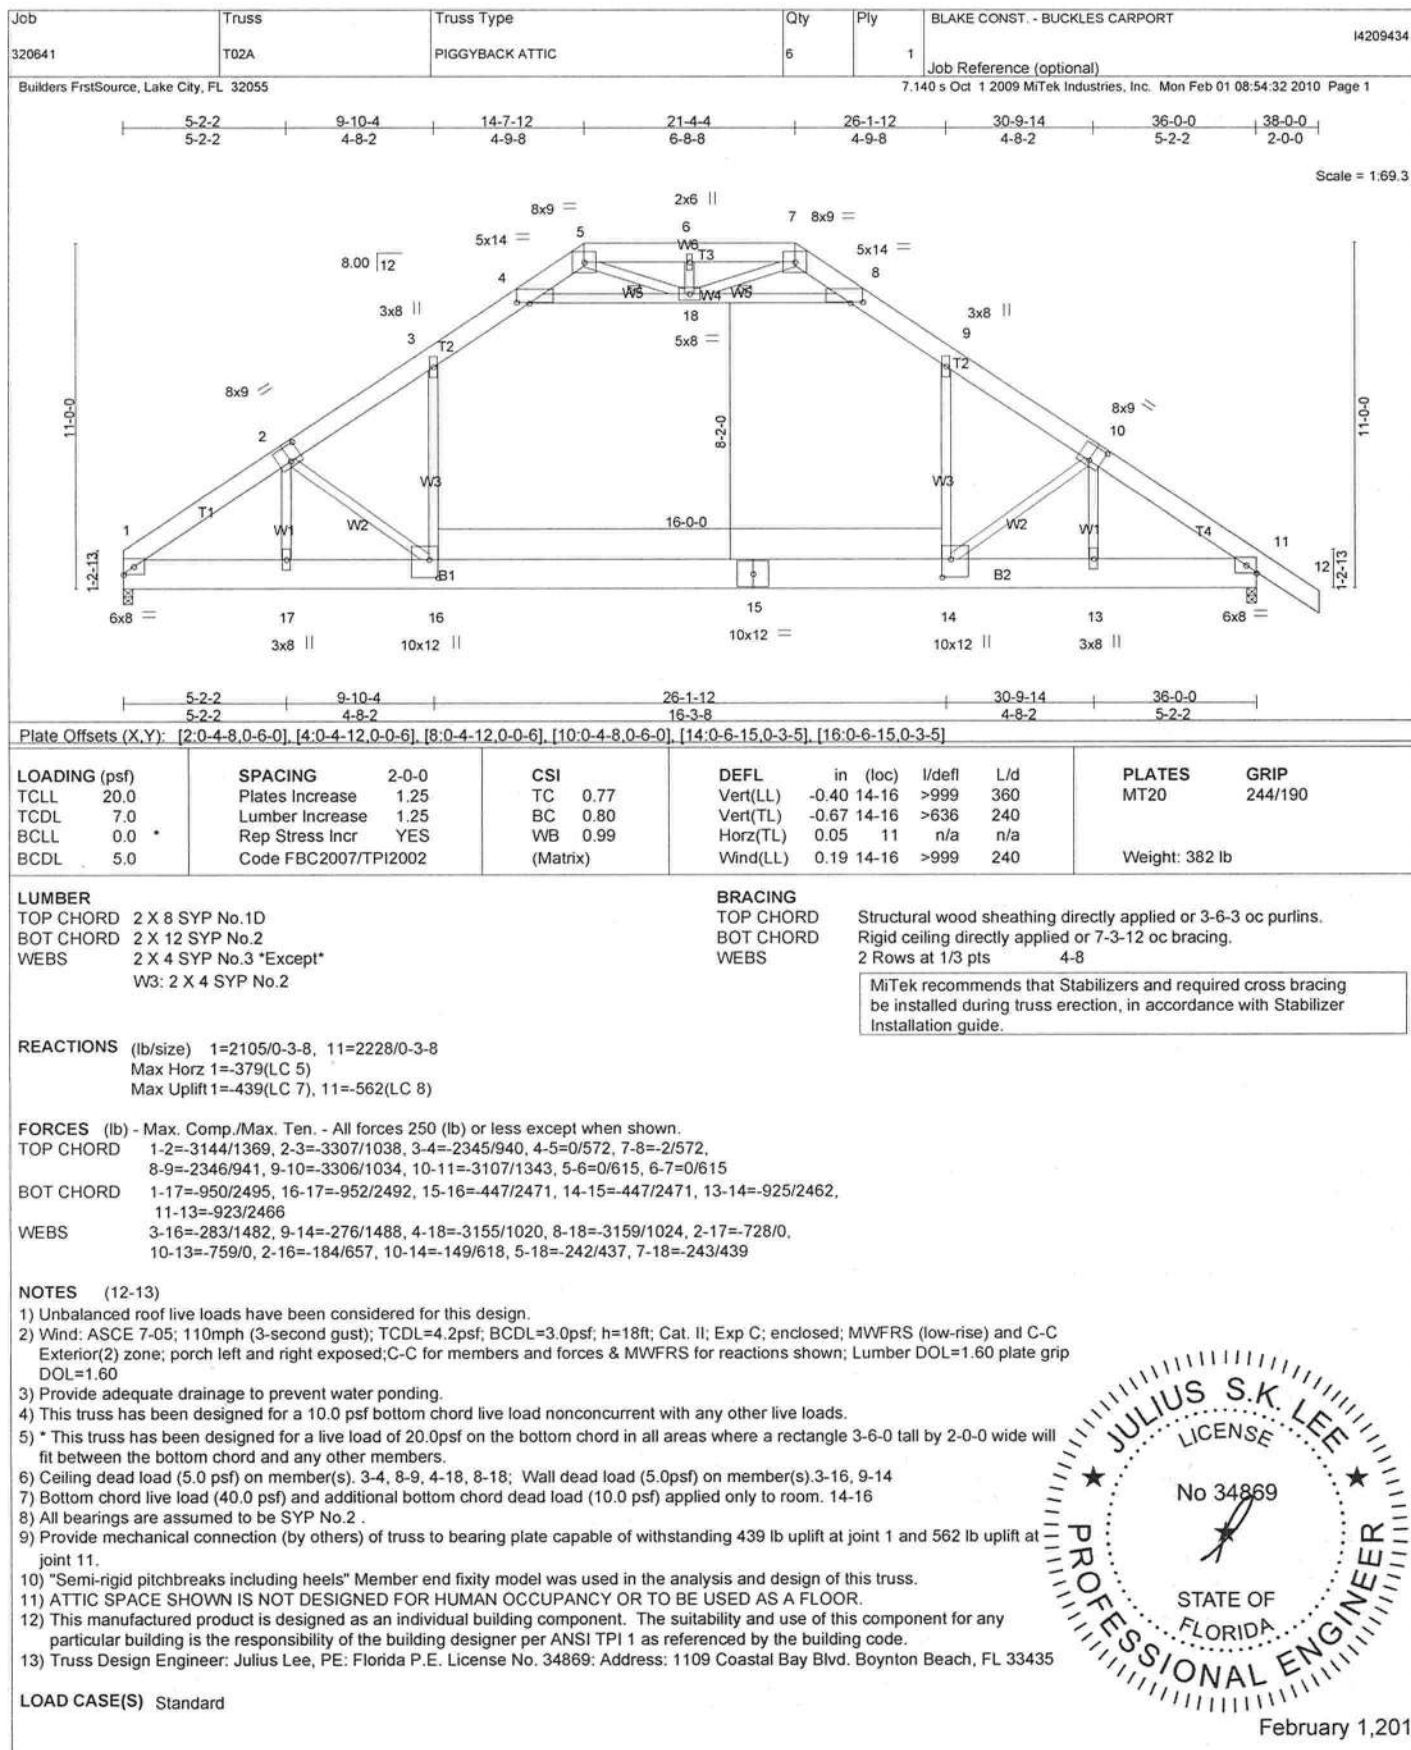 Job Truss Truss Type Qty Ply BLAKE CONST. - BUCKLES CARPORT
I4209434
320641 T02A PIGGYBACK ATTIC 6 1
Job Reference (optional)
Builders FrstSource, Lake City, FL 32055 7.140 s Oct 1 2009 MiTek Industries, Inc. Mon Feb 01 08:54:32 2010 Page 1
5-2-2 9-10-4 14-7-12 21-4-4 26-1-12 30-9-14 36-0-0 38-0-0
5-2-2 4-8-2 4-9-8 6-8-8 4-9-8 4-8-2 5-2-2 2-0-0
Scale = 1:69.3
2x6 ||
8x9 = 6 7 8x9 =
5x14 = 5 W6 5x14 =
T3
8.00 12
4 8
W5 W4 W5
3x8 || 18 3x8 ||
3 T2 5x8 = 9
T2
8x9 = 8x9 =
11-0-0 2 8-2-0 10 11-0-0
W3 W3
1 T1 W1 W2 16-0-0 W2 W1 T4 11
12
1-2-13 B1 B2 1-2-13
6x8 = 17 16 15 14 13 6x8 =
3x8 || 10x12 || 10x12 = 10x12 || 3x8 ||
5-2-2 9-10-4 26-1-12 30-9-14 36-0-0
5-2-2 4-8-2 16-3-8 4-8-2 5-2-2
Plate Offsets (X,Y): [2:0-4-8,0-6-0], [4:0-4-12,0-0-6], [8:0-4-12,0-0-6], [10:0-4-8,0-6-0], [14:0-6-15,0-3-5], [16:0-6-15,0-3-5]
LOADING (psf) SPACING 2-0-0 CSI DEFL in (loc) l/defl L/d PLATES GRIP
TCLL 20.0 Plates Increase 1.25 TC 0.77 Vert(LL) -0.40 14-16 >999 360 MT20 244/190
TCDL 7.0 Lumber Increase 1.25 BC 0.80 Vert(TL) -0.67 14-16 >636 240
BCLL 0.0 * Rep Stress Incr YES WB 0.99 Horz(TL) 0.05 11 n/a n/a
BCDL 5.0 Code FBC2007/TPI2002 (Matrix) Wind(LL) 0.19 14-16 >999 240 Weight: 382 lb
LUMBER BRACING
TOP CHORD 2 X 8 SYP No.1D TOP CHORD Structural wood sheathing directly applied or 3-6-3 oc purlins.
BOT CHORD 2 X 12 SYP No.2 BOT CHORD Rigid ceiling directly applied or 7-3-12 oc bracing.
WEBS 2 X 4 SYP No.3 *Except* WEBS 2 Rows at 1/3 pts 4-8
W3: 2 X 4 SYP No.2
MiTek recommends that Stabilizers and required cross bracing
be installed during truss erection, in accordance with Stabilizer
Installation guide.
REACTIONS (lb/size) 1=2105/0-3-8, 11=2228/0-3-8
Max Horz 1=-379(LC 5)
Max Uplift 1=-439(LC 7), 11=-562(LC 8)
FORCES (lb) - Max. Comp./Max. Ten. - All forces 250 (lb) or less except when shown.
TOP CHORD 1-2=-3144/1369, 2-3=-3307/1038, 3-4=-2345/940, 4-5=0/572, 7-8=-2/572,
8-9=-2346/941, 9-10=-3306/1034, 10-11=-3107/1343, 5-6=0/615, 6-7=0/615
BOT CHORD 1-17=-950/2495, 16-17=-952/2492, 15-16=-447/2471, 14-15=-447/2471, 13-14=-925/2462,
11-13=-923/2466
WEBS 3-16=-283/1482, 9-14=-276/1488, 4-18=-3155/1020, 8-18=-3159/1024, 2-17=-728/0,
10-13=-759/0, 2-16=-184/657, 10-14=-149/618, 5-18=-242/437, 7-18=-243/439
NOTES (12-13)
1) Unbalanced roof live loads have been considered for this design.
2) Wind: ASCE 7-05; 110mph (3-second gust); TCDL=4.2psf; BCDL=3.0psf; h=18ft; Cat. II; Exp C; enclosed; MWFRS (low-rise) and C-C
Exterior(2) zone; porch left and right exposed;C-C for members and forces & MWFRS for reactions shown; Lumber DOL=1.60 plate grip
DOL=1.60
3) Provide adequate drainage to prevent water ponding.
4) This truss has been designed for a 10.0 psf bottom chord live load nonconcurrent with any other live loads.
5) * This truss has been designed for a live load of 20.0psf on the bottom chord in all areas where a rectangle 3-6-0 tall by 2-0-0 wide will
fit between the bottom chord and any other members.
6) Ceiling dead load (5.0 psf) on member(s). 3-4, 8-9, 4-18, 8-18; Wall dead load (5.0psf) on member(s).3-16, 9-14
7) Bottom chord live load (40.0 psf) and additional bottom chord dead load (10.0 psf) applied only to room. 14-16
8) All bearings are assumed to be SYP No.2 .
9) Provide mechanical connection (by others) of truss to bearing plate capable of withstanding 439 lb uplift at joint 1 and 562 lb uplift at
joint 11.
10) "Semi-rigid pitchbreaks including heels" Member end fixity model was used in the analysis and design of this truss.
11) ATTIC SPACE SHOWN IS NOT DESIGNED FOR HUMAN OCCUPANCY OR TO BE USED AS A FLOOR.
12) This manufactured product is designed as an individual building component. The suitability and use of this component for any
particular building is the responsibility of the building designer per ANSI TPI 1 as referenced by the building code.
13) Truss Design Engineer: Julius Lee, PE: Florida P.E. License No. 34869: Address: 1109 Coastal Bay Blvd. Boynton Beach, FL 33435
LOAD CASE(S) Standard
JULIUS S.K. LEE
LICENSE
No 34869
STATE OF
FLORIDA
PROFESSIONAL ENGINEER
February 1,201